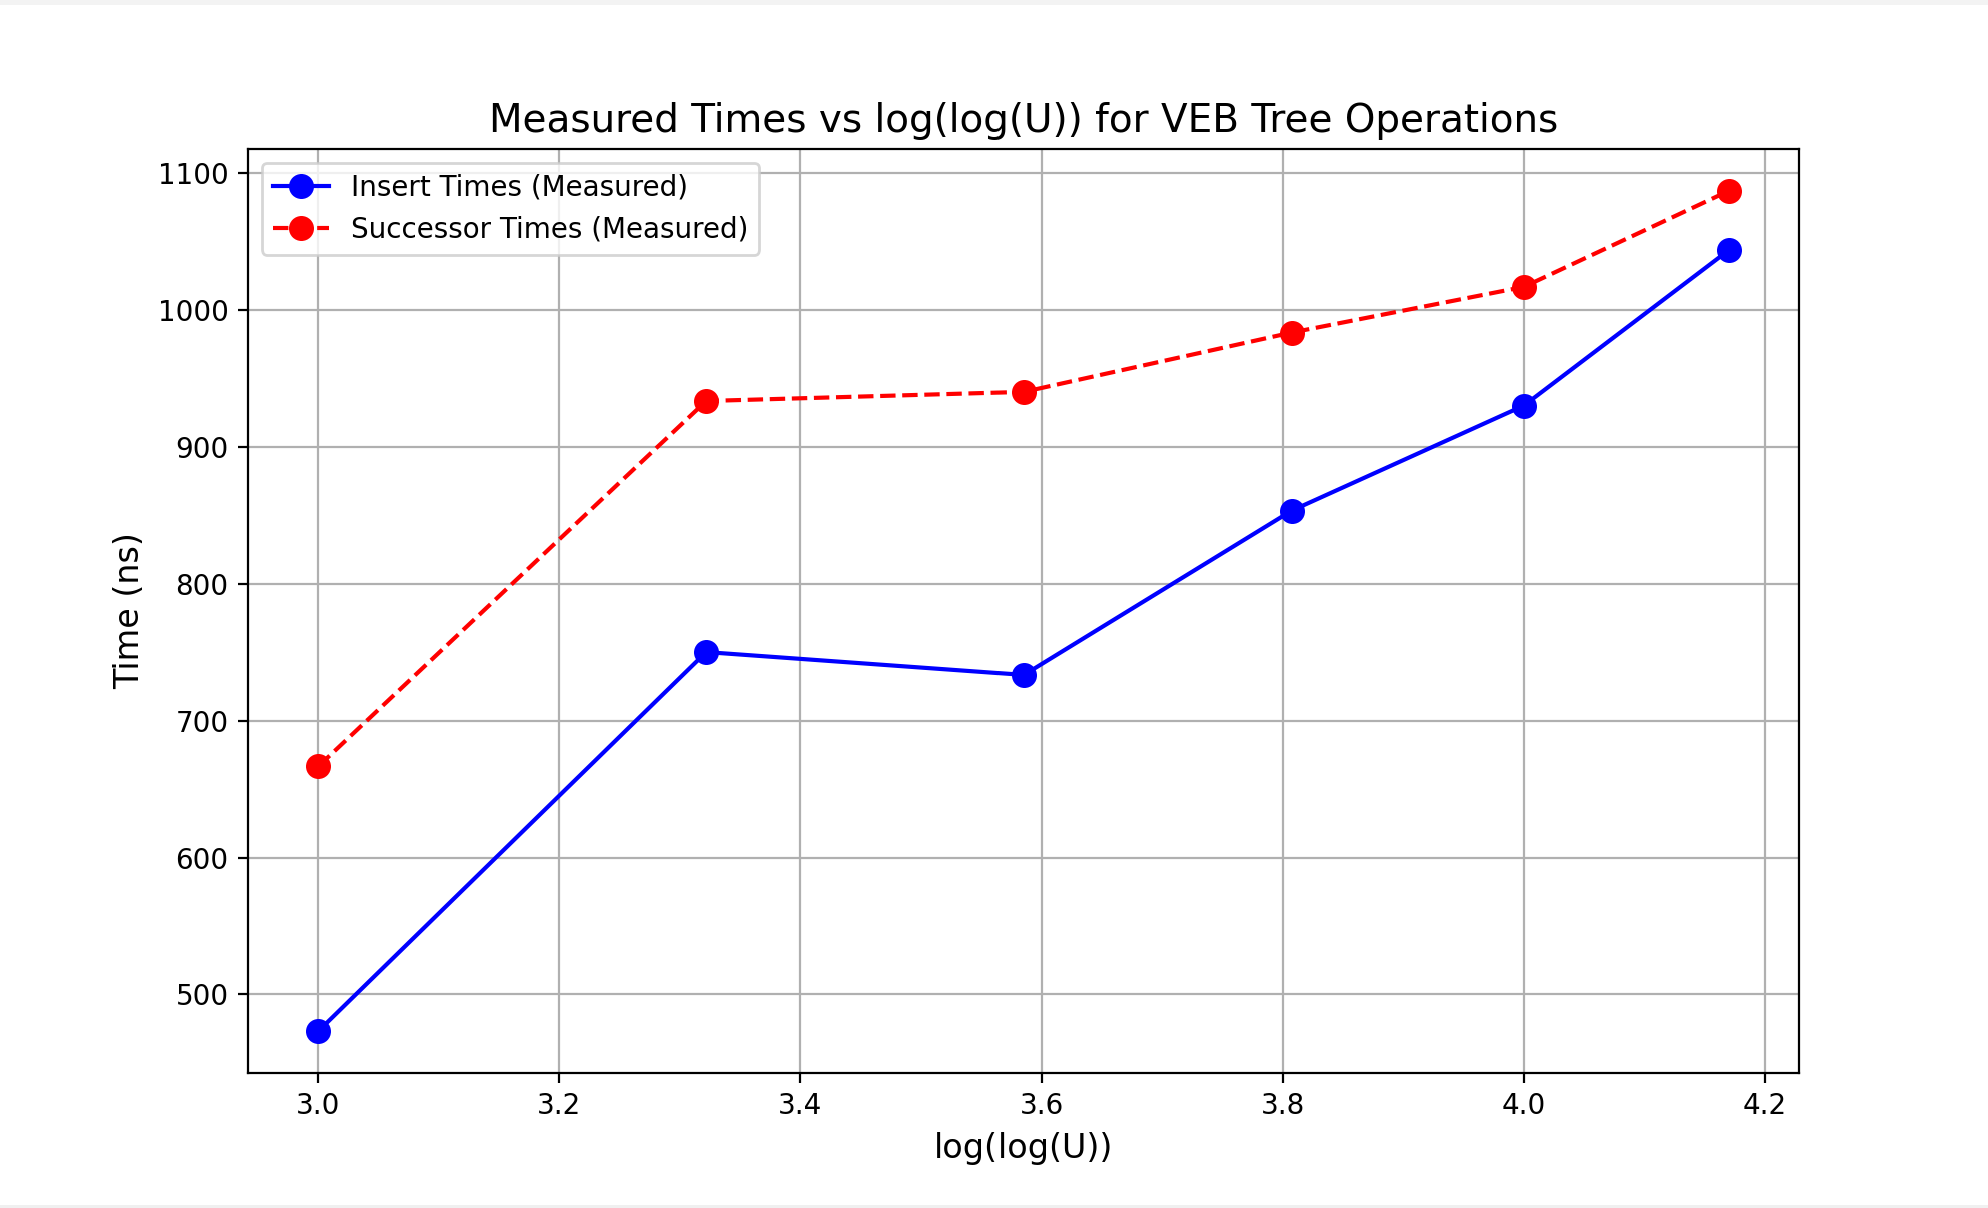 Measured Times vs log(log(U)) for VEB Tree Operations
Insert Times (Measured)
Successor Times (Measured)
1100
1000
900
800
700
600
500
Time (ns)
3.0 3.2 3.4 3.6 3.8 4.0 4.2
log(log(U))